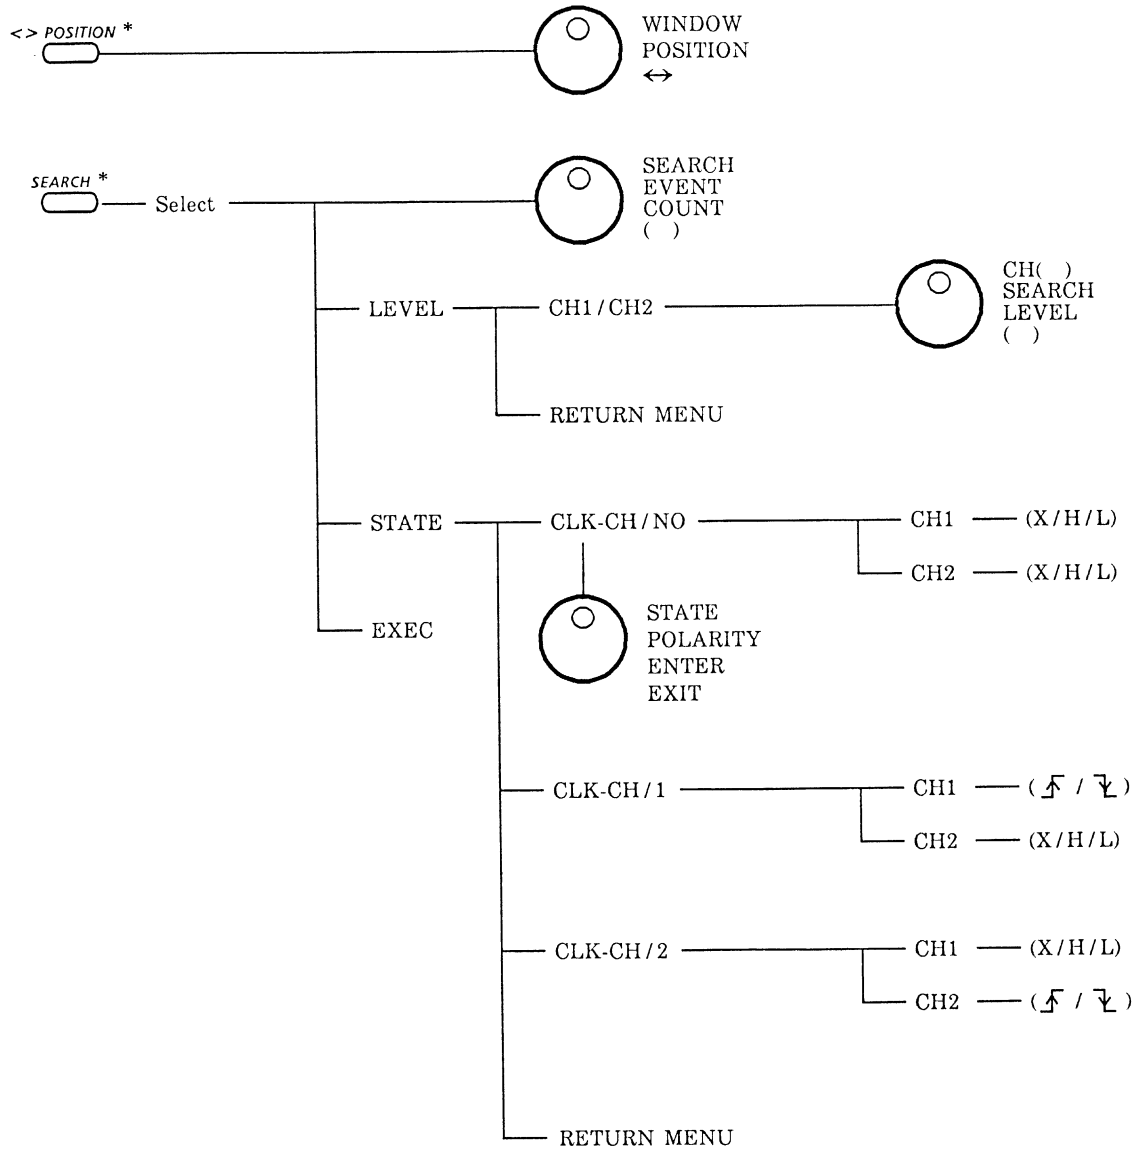 <> POSITION *
WINDOW
POSITION
↔
SEARCH *
Select
SEARCH
EVENT
COUNT
( )
LEVEL
CH1/CH2
CH( )
SEARCH
LEVEL
( )
RETURN MENU
STATE
CLK-CH/NO
CH1 (X/H/L)
CH2 (X/H/L)
EXEC
STATE
POLARITY
ENTER
EXIT
CLK-CH/1
CH1 ( / )
CH2 (X/H/L)
CLK-CH/2
CH1 (X/H/L)
CH2 ( / )
RETURN MENU